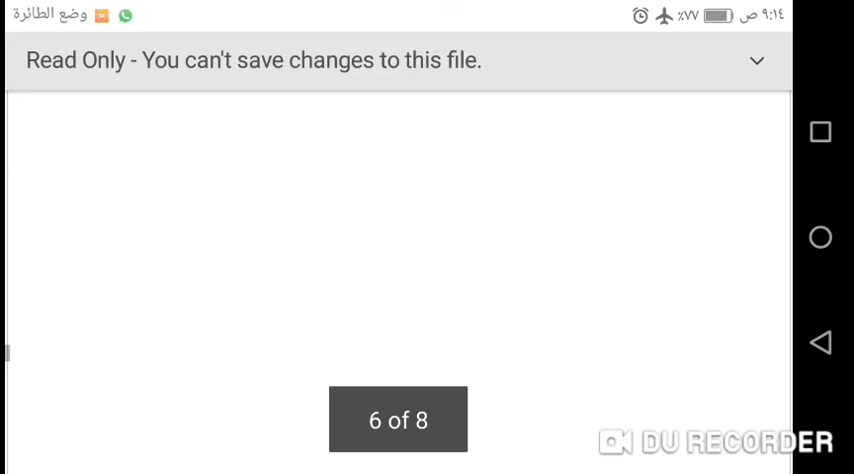 وضع الطائرة ٪٧٧ ٩:١٤ ص
Read Only - You can't save changes to this file.
6 of 8
DU RECORDER